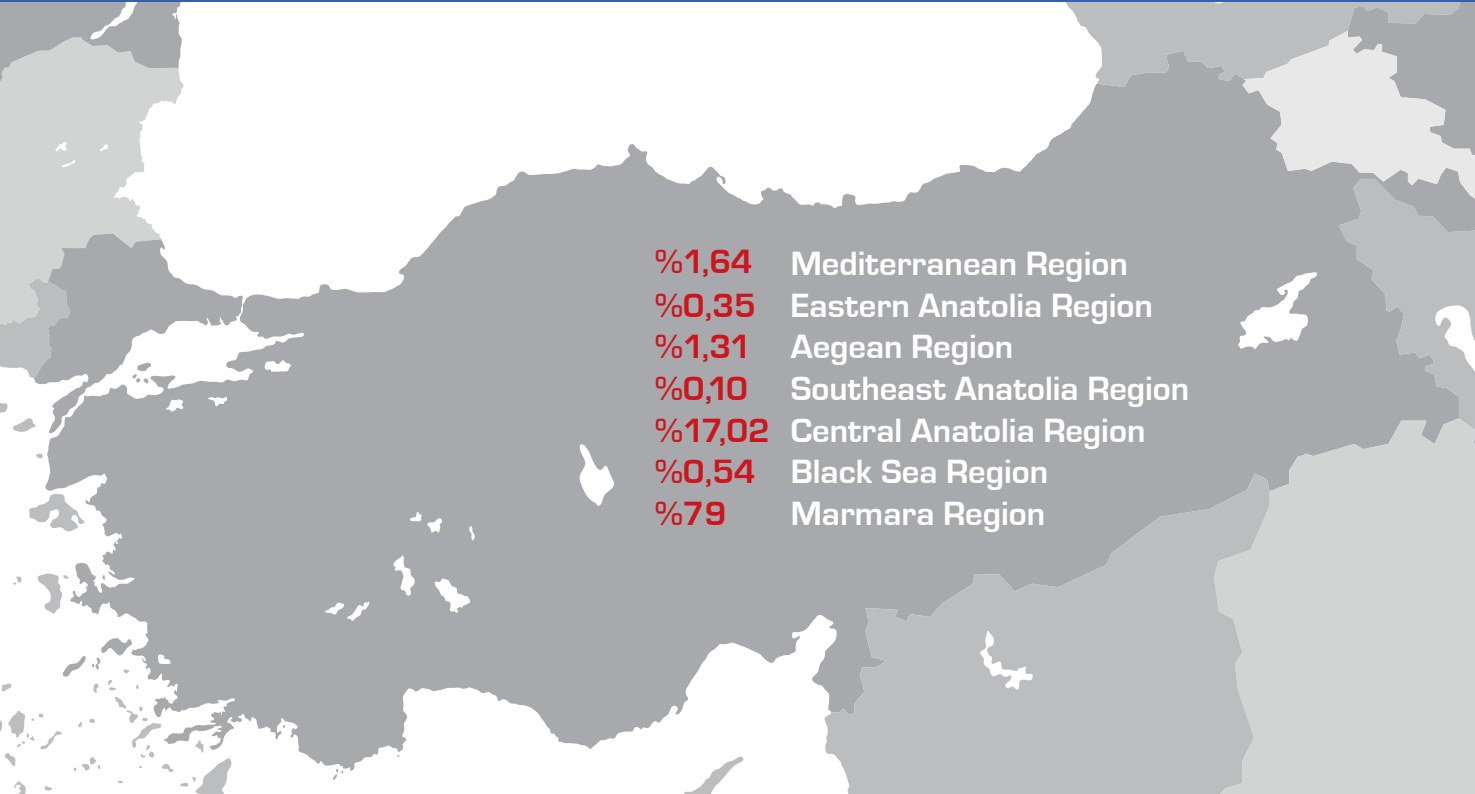 %1,64 Mediterranean Region
%0,35 Eastern Anatolia Region
%1,31 Aegean Region
%0,10 Southeast Anatolia Region
%17,02 Central Anatolia Region
%0,54 Black Sea Region
%79 Marmara Region